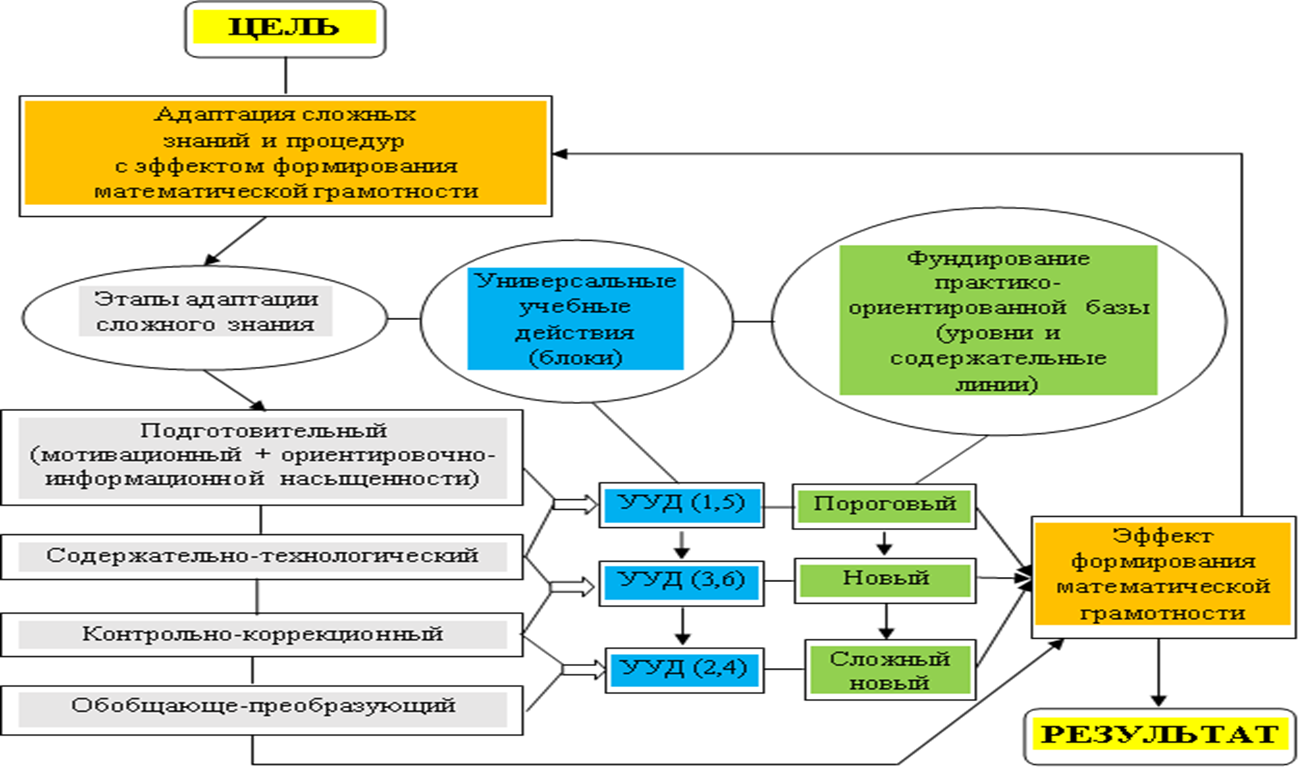 ЦЕЛЬ
Адаптация сложных
знаний и процедур
с эффектом формирования
математической грамотности
Этапы адаптации
сложного знания
Универсальные
учебные
действия
(блоки)
Фундирование
практико-
ориентированной базы
(уровни и
содержательные
линии)
Подготовительный
(мотивационный + ориентировочно-
информационной насыщенности)
Содержательно-технологический
Контрольно-коррекционный
Обобщающе-преобразующий
УУД (1,5)
УУД (3,6)
УУД (2,4)
Пороговый
Новый
Сложный
новый
Эффект
формирования
математической
грамотности
РЕЗУЛЬТАТ